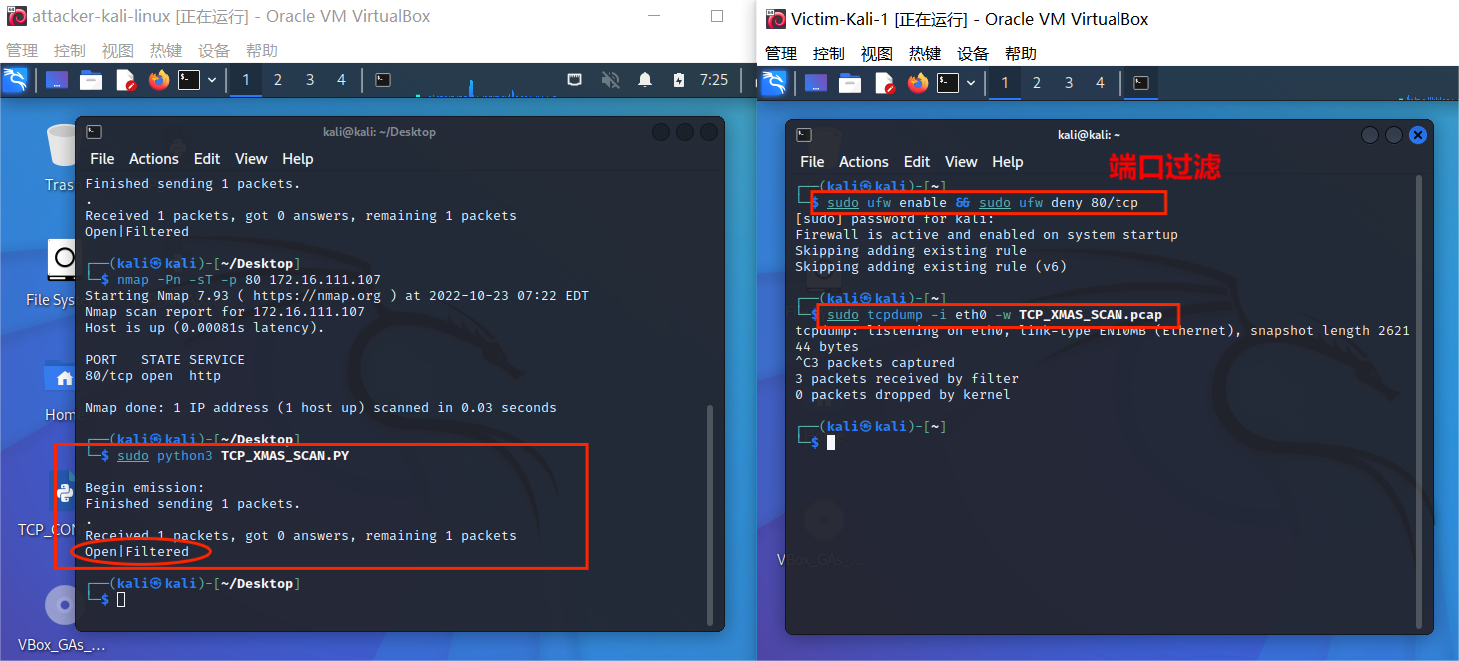 attacker-kali-linux [正在运行] - Oracle VM VirtualBox
管理 控制 视图 热键 设备 帮助
1 2 3 4 7:25
Tras
File Sys
Hom
TCP_CON
VBox_GAs_...
kali@kali: ~/Desktop
File Actions Edit View Help
Finished sending 1 packets.
.
Received 1 packets, got 0 answers, remaining 1 packets
Open|Filtered
┌──(kali㉿kali)-[~/Desktop]
└─$ nmap -Pn -sT -p 80 172.16.111.107
Starting Nmap 7.93 ( https://nmap.org ) at 2022-10-23 07:22 EDT
Nmap scan report for 172.16.111.107
Host is up (0.00081s latency).
PORT STATE SERVICE
80/tcp open http
Nmap done: 1 IP address (1 host up) scanned in 0.03 seconds
┌──(kali㉿kali)-[~/Desktop]
└─$ sudo python3 TCP_XMAS_SCAN.PY
Begin emission:
Finished sending 1 packets.
.
Received 1 packets, got 0 answers, remaining 1 packets
Open|Filtered
┌──(kali㉿kali)-[~/Desktop]
└─$
Victim-Kali-1 [正在运行] - Oracle VM VirtualBox
管理 控制 视图 热键 设备 帮助
1 2 3 4
VBox_GAs_...
kali@kali: ~
File Actions Edit View Help
端口过滤
┌──(kali㉿kali)-[~]
└─$ sudo ufw enable && sudo ufw deny 80/tcp
[sudo] password for kali:
Firewall is active and enabled on system startup
Skipping adding existing rule
Skipping adding existing rule (v6)
┌──(kali㉿kali)-[~]
└─$ sudo tcpdump -i eth0 -w TCP_XMAS_SCAN.pcap
tcpdump: listening on eth0, link-type EN10MB (Ethernet), snapshot length 2621
44 bytes
^C3 packets captured
3 packets received by filter
0 packets dropped by kernel
┌──(kali㉿kali)-[~]
└─$